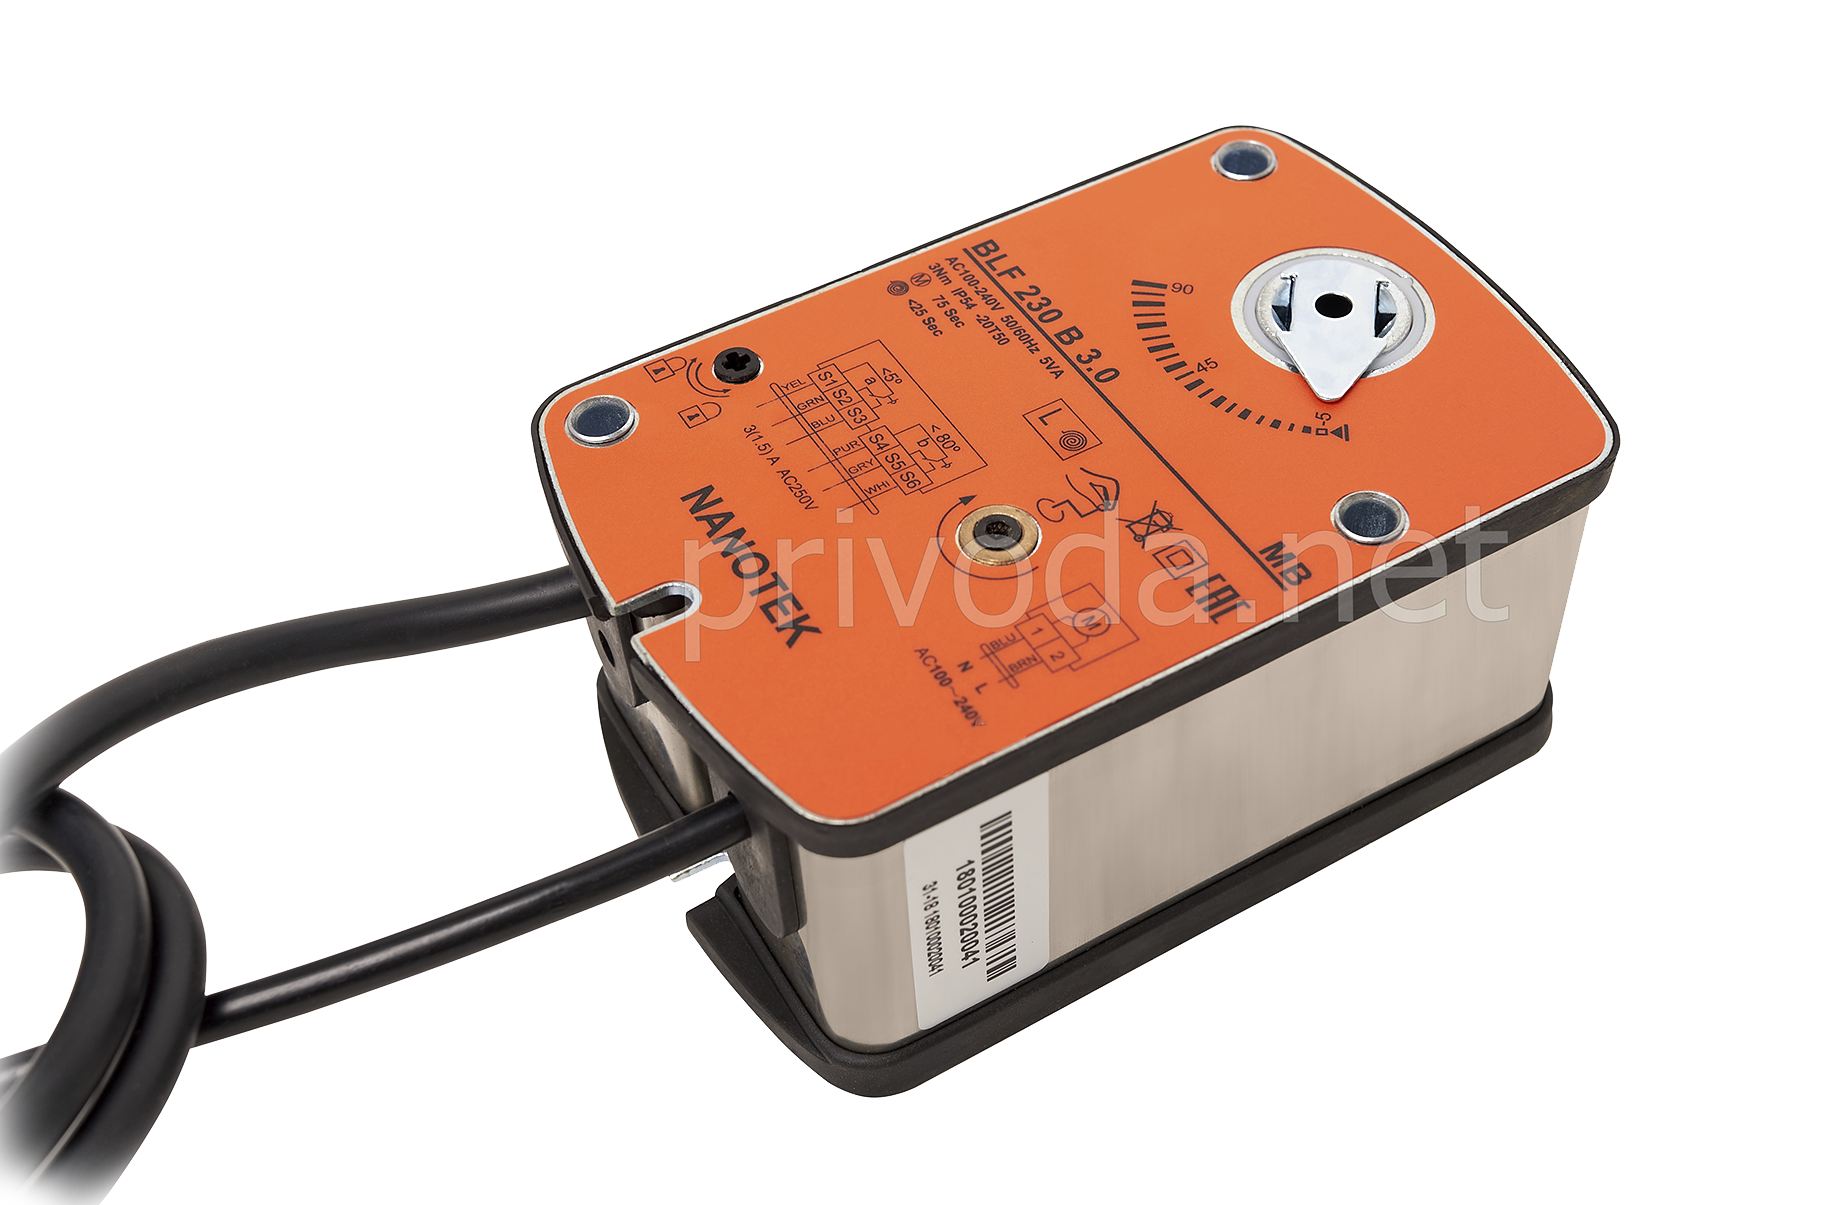 BLF 230 B 3.0
MB
AC100-240V 50/60Hz 5VA
3Nm IP54 -20T50
M 75 Sec
<25 Sec
90
45
-5
L
YEL
GRN
BLU
PUR
GRY
WHI
S1
S2
S3
S4
S5
S6
a
<5°
b
<80°
3(1.5)A AC250V
NANOTEK
EAC
M
1
2
BLU
BRN
N
L
AC100~240V
privoda.net
180100020041
31-18 180100020041